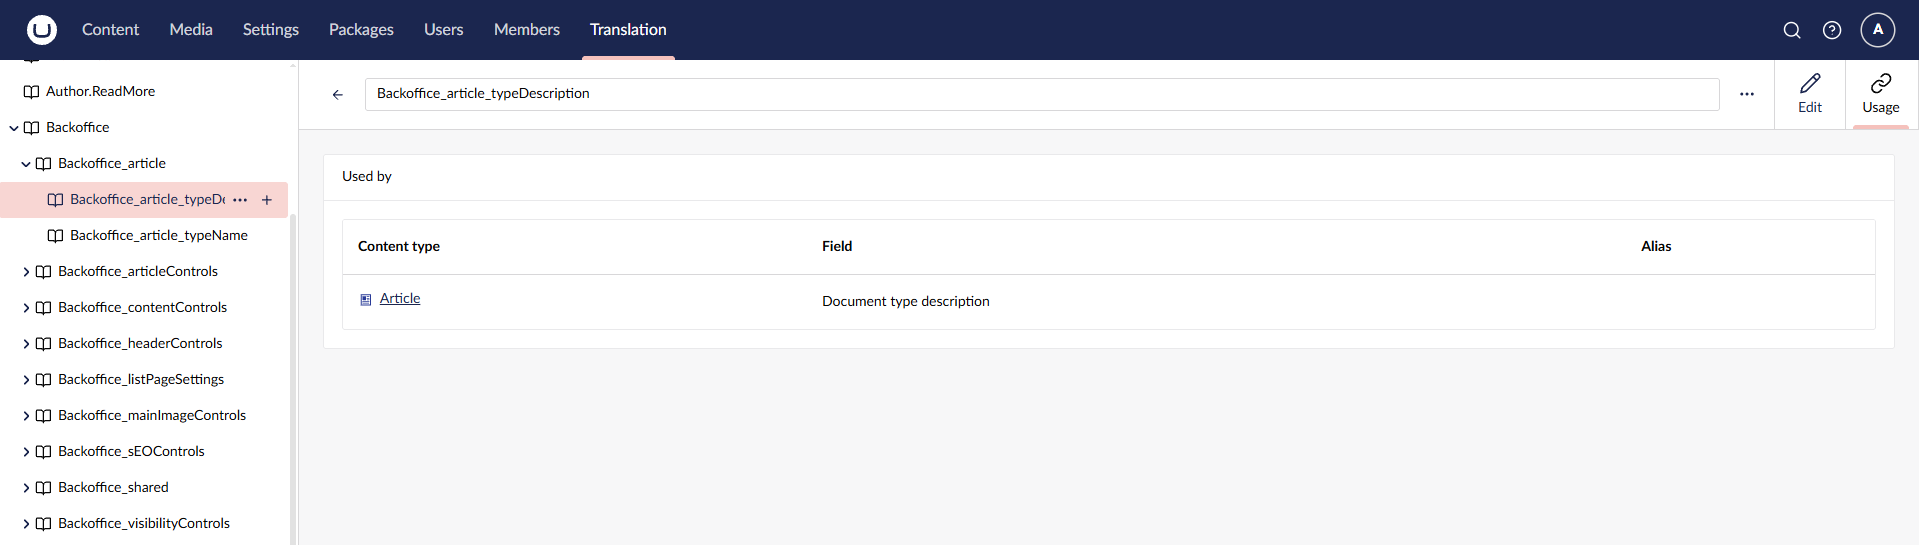 Content Media Settings Packages Users Members Translation A
Author.ReadMore
Backoffice
Backoffice_article
Backoffice_article_typeDe
Backoffice_article_typeName
Backoffice_articleControls
Backoffice_contentControls
Backoffice_headerControls
Backoffice_listPageSettings
Backoffice_mainImageControls
Backoffice_sEOControls
Backoffice_shared
Backoffice_visibilityControls
Backoffice_article_typeDescription
Edit
Usage
Used by
Content type Field Alias
Article Document type description